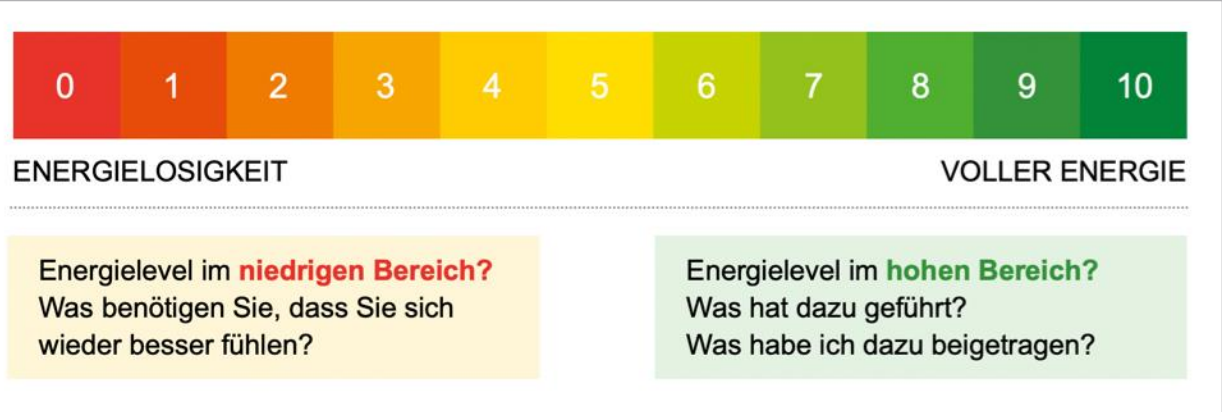 0 1 2 3 4 5 6 7 8 9 10
ENERGIELOSIGKEIT VOLLER ENERGIE
Energielevel im niedrigen Bereich?
Was benötigen Sie, dass Sie sich
wieder besser fühlen?
Energielevel im hohen Bereich?
Was hat dazu geführt?
Was habe ich dazu beigetragen?